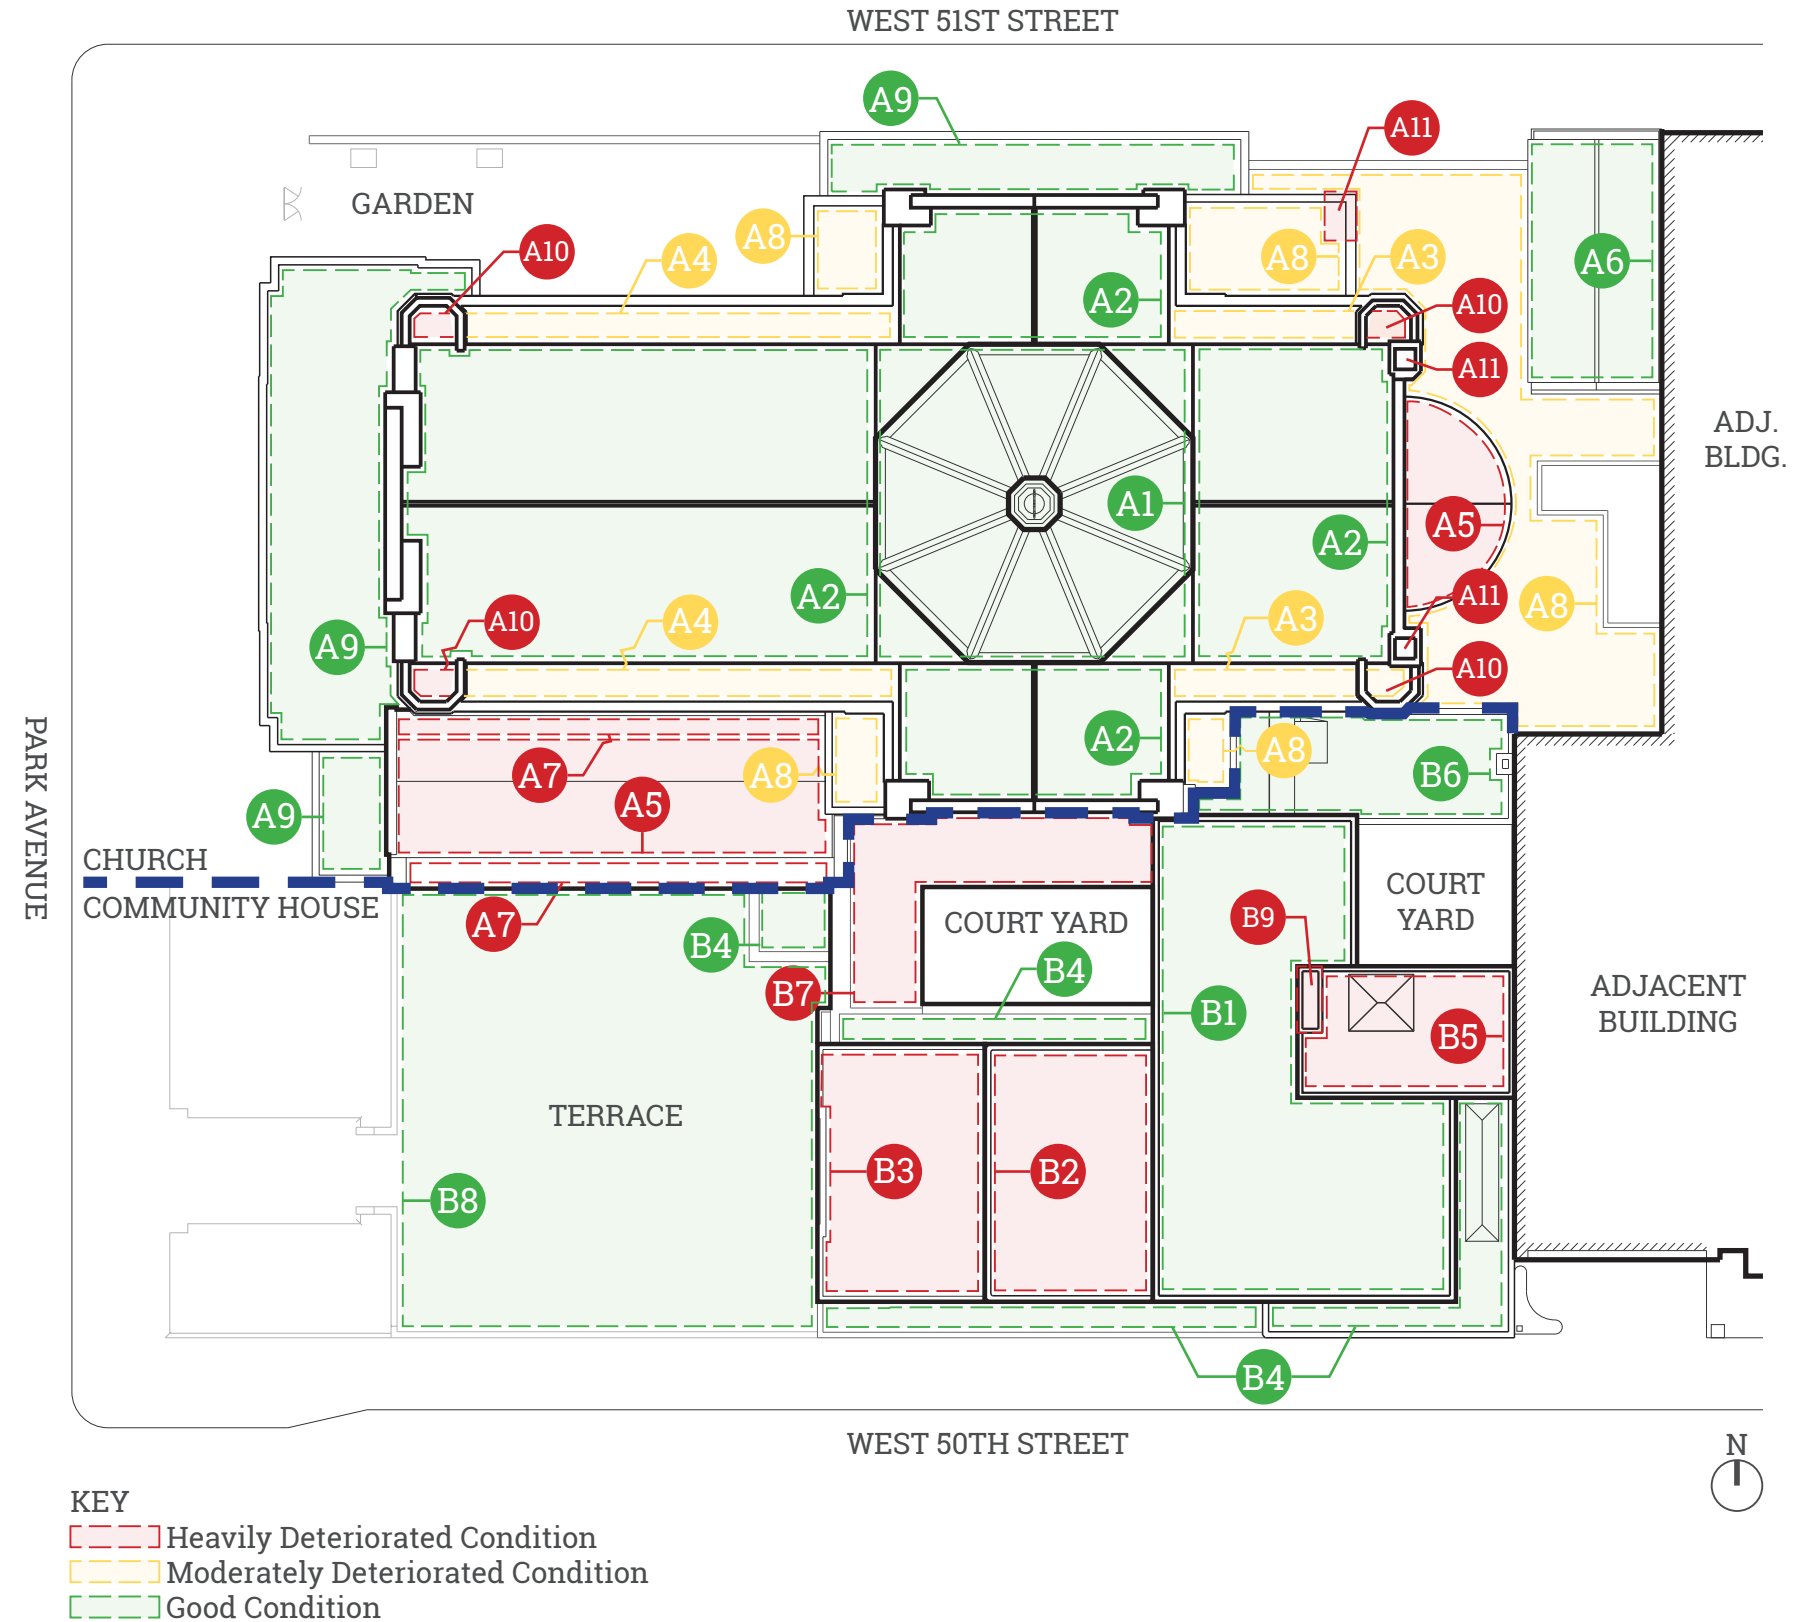 WEST 51ST STREET
A9
A11
GARDEN
A10
A4
A8
A8
A3
A6
A2
A10
A11
ADJ.
BLDG.
A1
A5
A2
A2
A11
A8
A10
A4
A3
A9
A10
PARK AVENUE
A7
A8
A2
A8
B6
A5
A9
CHURCH
COMMUNITY HOUSE
A7
B4
COURT YARD
B9
COURT
YARD
B4
B7
B1
B5
ADJACENT
BUILDING
TERRACE
B3
B2
B8
B4
WEST 50TH STREET
N
KEY
Heavily Deteriorated Condition
Moderately Deteriorated Condition
Good Condition